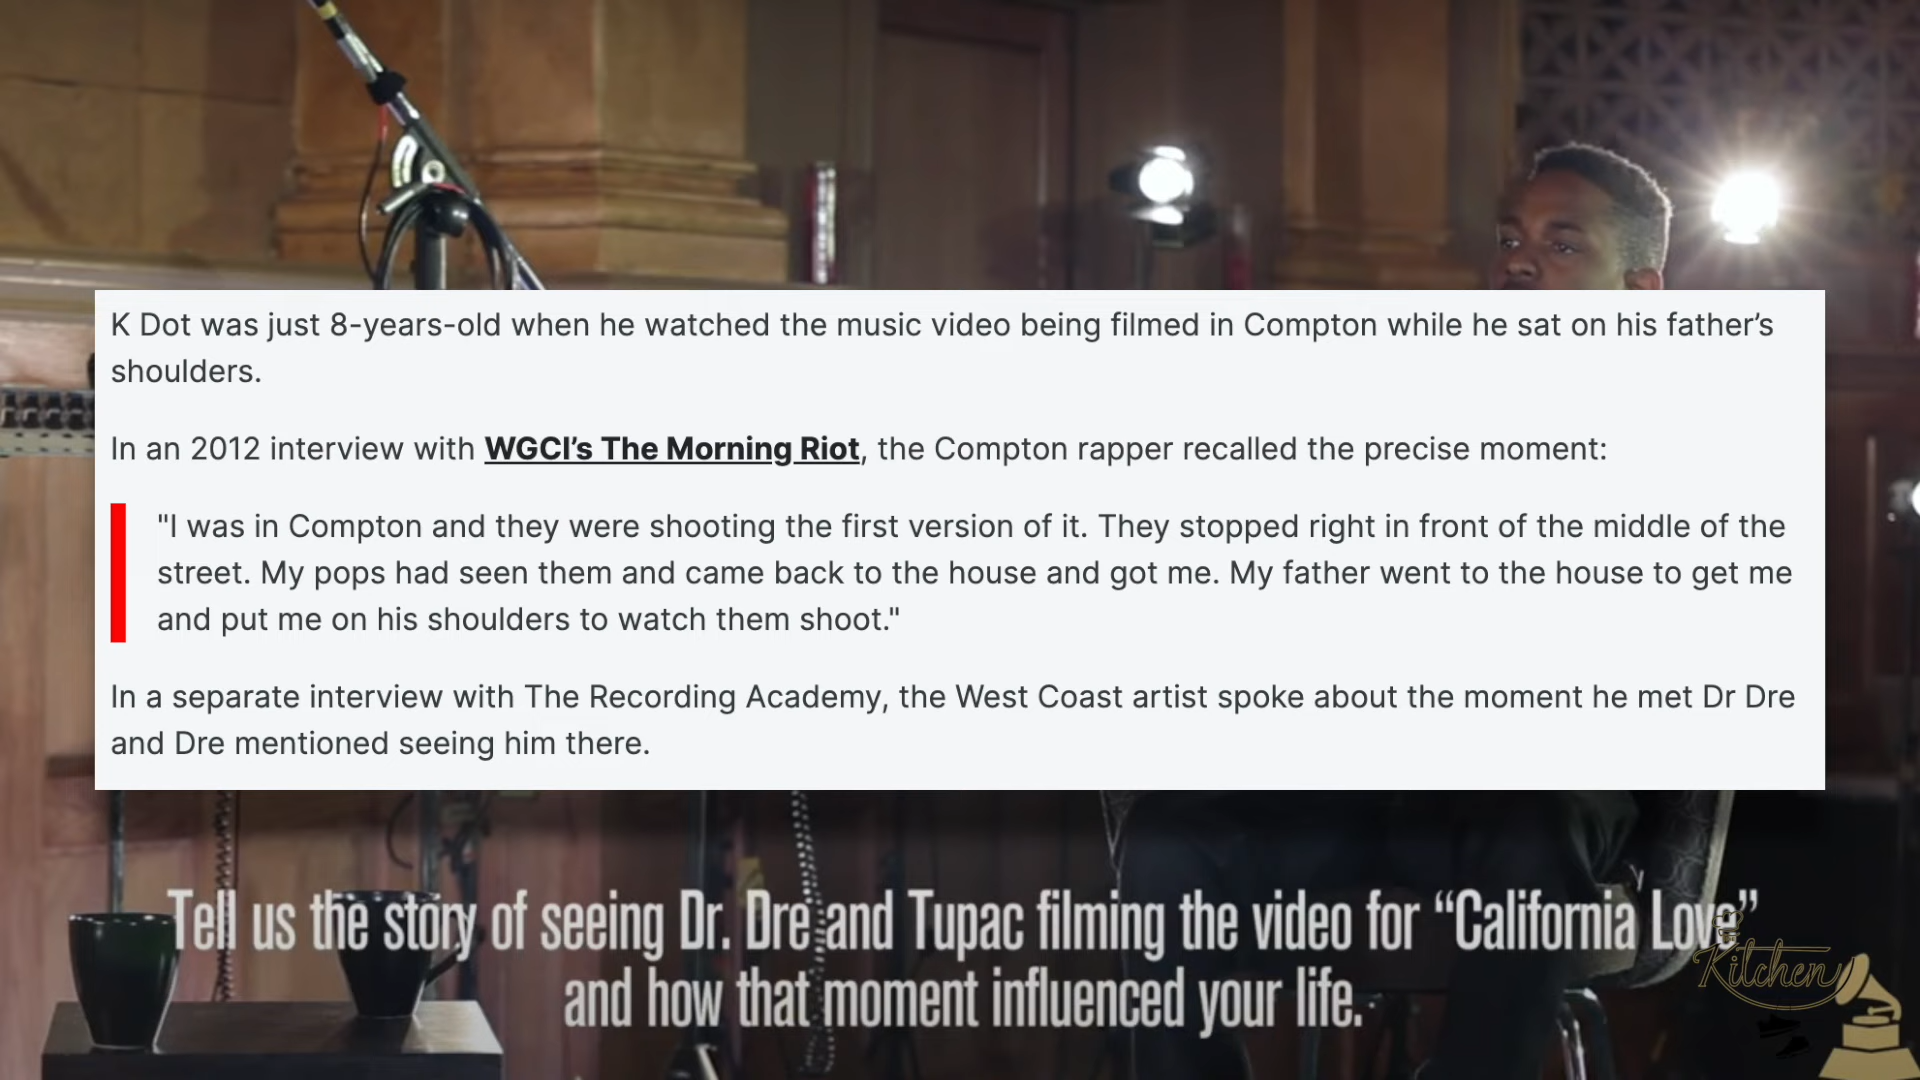 K Dot was just 8-years-old when he watched the music video being filmed in Compton while he sat on his father’s
shoulders.
In an 2012 interview with WGCI’s The Morning Riot, the Compton rapper recalled the precise moment:
"I was in Compton and they were shooting the first version of it. They stopped right in front of the middle of the
street. My pops had seen them and came back to the house and got me. My father went to the house to get me
and put me on his shoulders to watch them shoot."
In a separate interview with The Recording Academy, the West Coast artist spoke about the moment he met Dr Dre
and Dre mentioned seeing him there.
Tell us the story of seeing Dr. Dre and Tupac filming the video for “California Love”
and how that moment influenced your life.
Kitchen